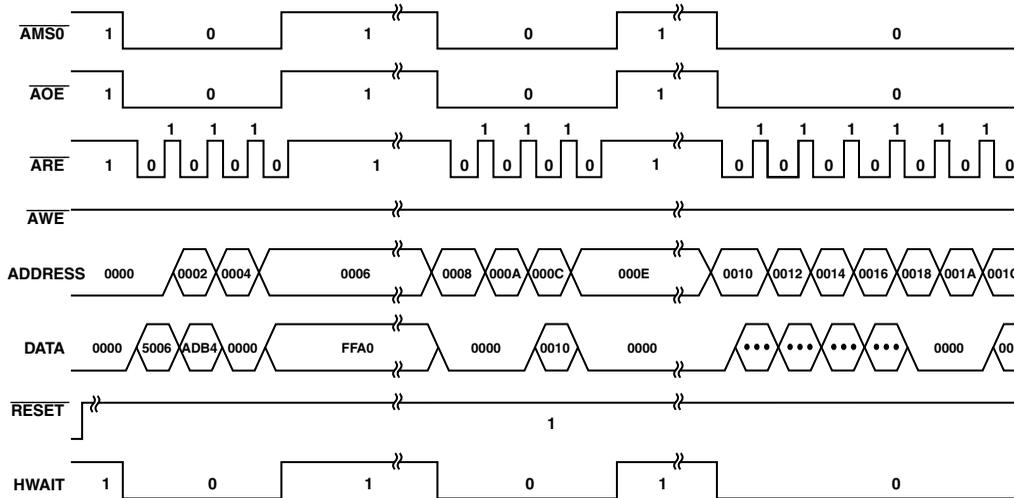 AMS0 1 0 1 0 1 0
AOE 1 0 1 0 1 0
1 1 1 1 1 1 1 1 1 1 1 1
ARE 1 0 0 0 0 1 0 0 0 0 1 0 0 0 0 0 0 0
AWE
ADDRESS 0000 0002 0004 0006 0008 000A 000C 000E 0010 0012 0014 0016 0018 001A 001C
DATA 0000 5006 ADB4 0000 FFA0 0000 0010 0000 ••• ••• ••• ••• 0000 00
RESET 1
HWAIT 1 0 1 0 1 0